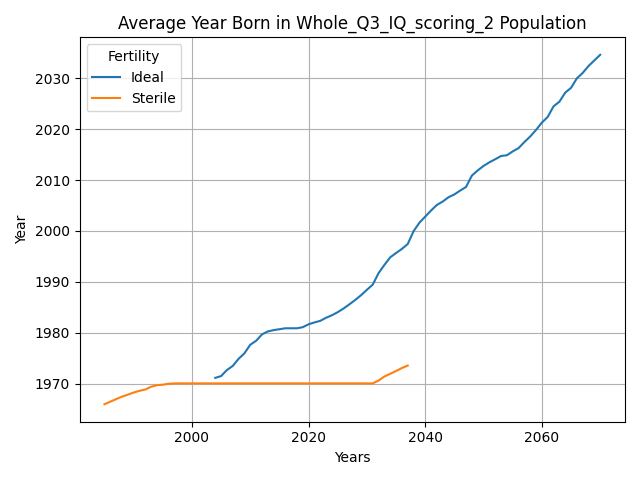 Average Year Born in Whole_Q3_IQ_scoring_2 Population
Fertility
Ideal
Sterile
2030
2020
2010
2000
1990
1980
1970
Year
2000 2020 2040 2060
Years